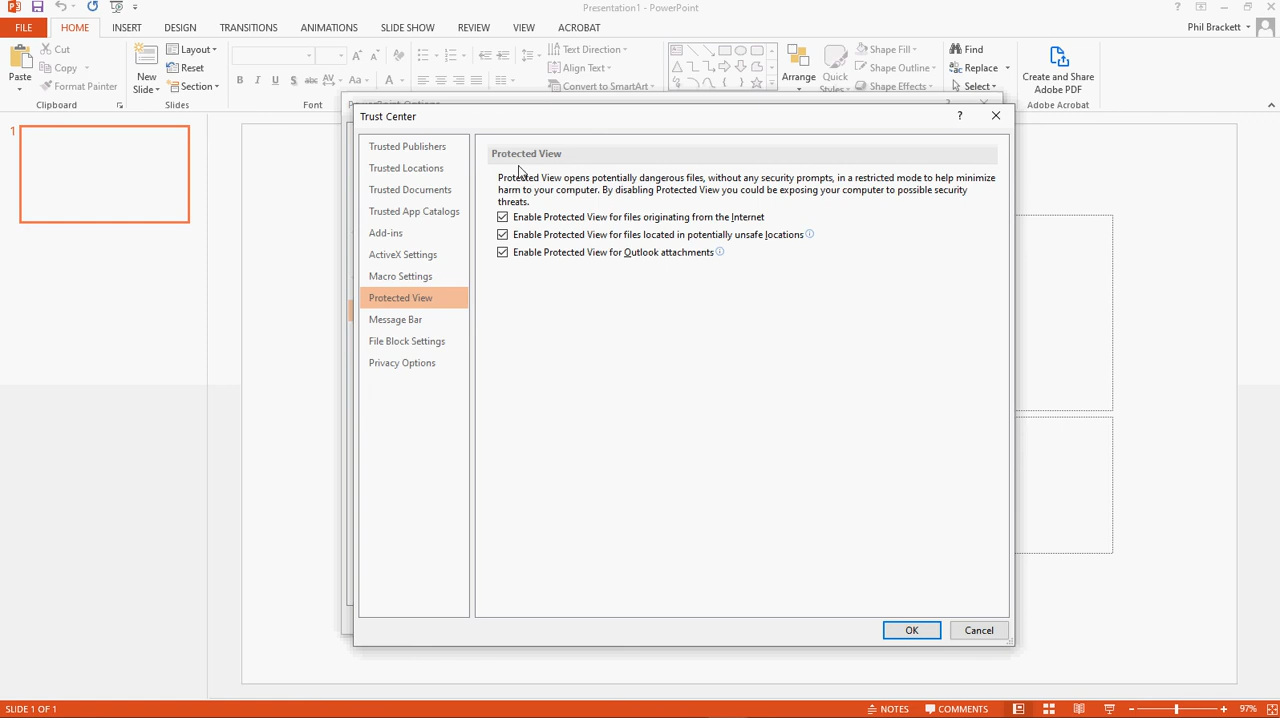 Presentation1 - PowerPoint
FILE HOME INSERT DESIGN TRANSITIONS ANIMATIONS SLIDE SHOW REVIEW VIEW ACROBAT
Phil Brackett
Paste
Cut
Copy
Format Painter
Clipboard
New Slide
Layout
Reset
Section
Slides
B I U S abc AV Aa A
Font
Text Direction
Align Text
Convert to SmartArt
Arrange
Quick Styles
Shape Fill
Shape Outline
Shape Effects
Find
Replace
Select
Create and Share
Adobe PDF
Adobe Acrobat
1
PowerPoint Options
Trust Center
Trusted Publishers
Trusted Locations
Trusted Documents
Trusted App Catalogs
Add-ins
ActiveX Settings
Macro Settings
Protected View
Message Bar
File Block Settings
Privacy Options
Protected View
Protected View opens potentially dangerous files, without any security prompts, in a restricted mode to help minimize
harm to your computer. By disabling Protected View you could be exposing your computer to possible security
threats.
Enable Protected View for files originating from the Internet
Enable Protected View for files located in potentially unsafe locations
Enable Protected View for Outlook attachments
OK Cancel
SLIDE 1 OF 1
NOTES COMMENTS 97%